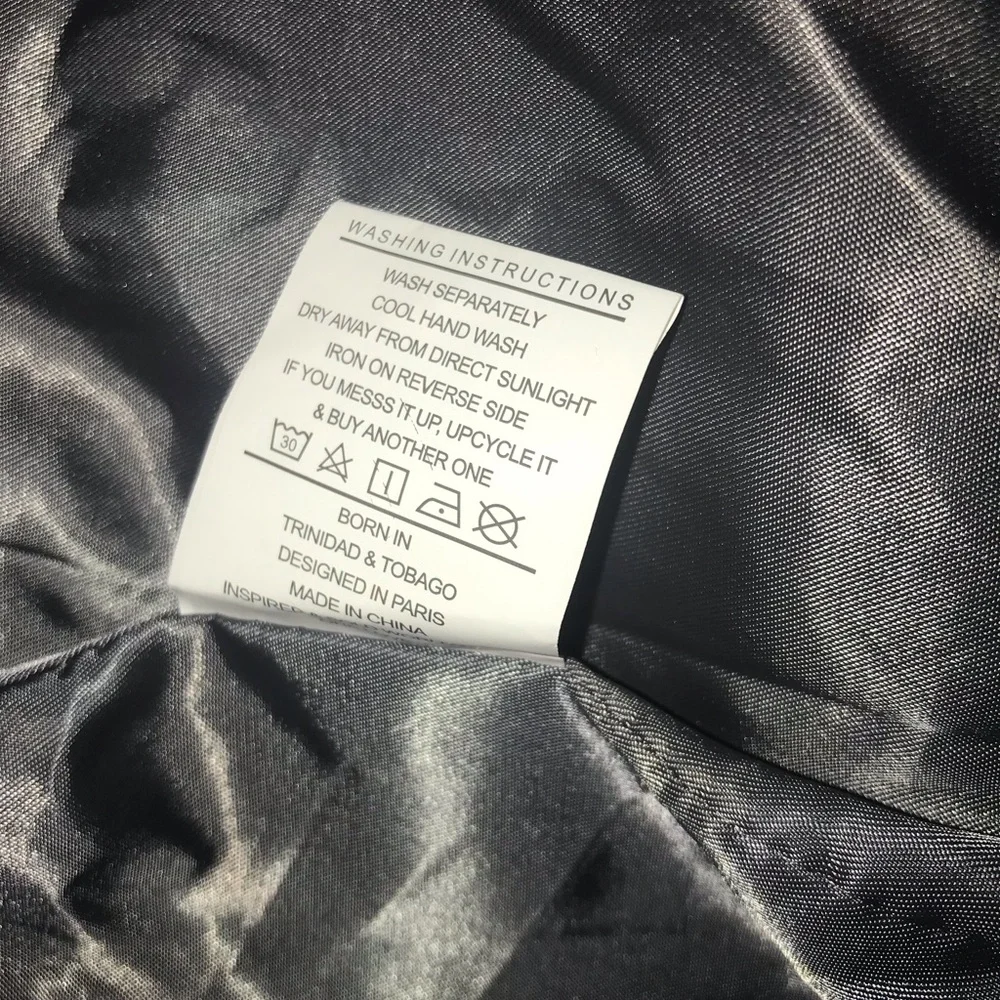 WASHING INSTRUCTIONS
WASH SEPARATELY
COOL HAND WASH
DRY AWAY FROM DIRECT SUNLIGHT
IRON ON REVERSE SIDE
IF YOU MESSS IT UP, UPCYCLE IT
& BUY ANOTHER ONE
30
BORN IN
TRINIDAD & TOBAGO
DESIGNED IN PARIS
MADE IN CHINA